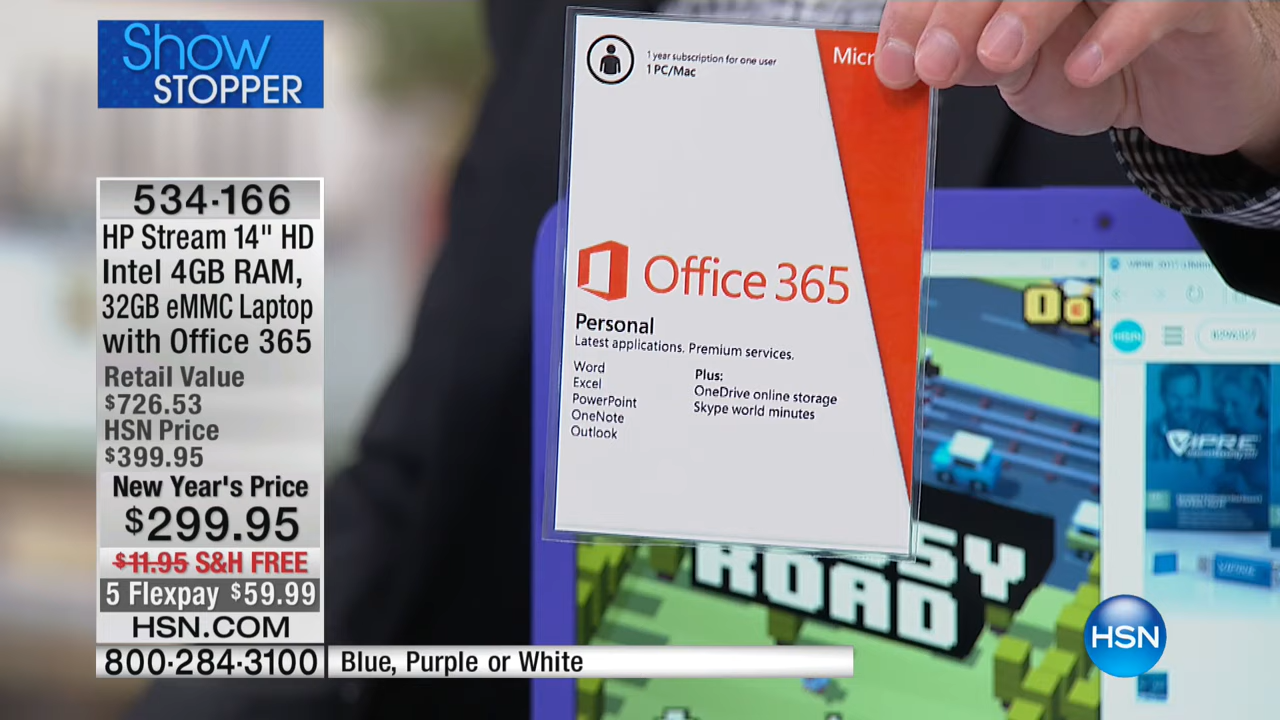 Show
STOPPER
534·166
HP Stream 14" HD
Intel 4GB RAM,
32GB eMMC Laptop
with Office 365
Retail Value
$726.53
HSN Price
$399.95
New Year's Price
$299.95
$11.95 S&H FREE
5 Flexpay $59.99
HSN.COM
800·284·3100
Blue, Purple or White
1 year subscription for one user
1 PC/Mac
Micr
Office 365
Personal
Latest applications. Premium services.
Word
Excel
PowerPoint
OneNote
Outlook
Plus:
OneDrive online storage
Skype world minutes
HSN
VIPRE
SY
ROAD
HSN